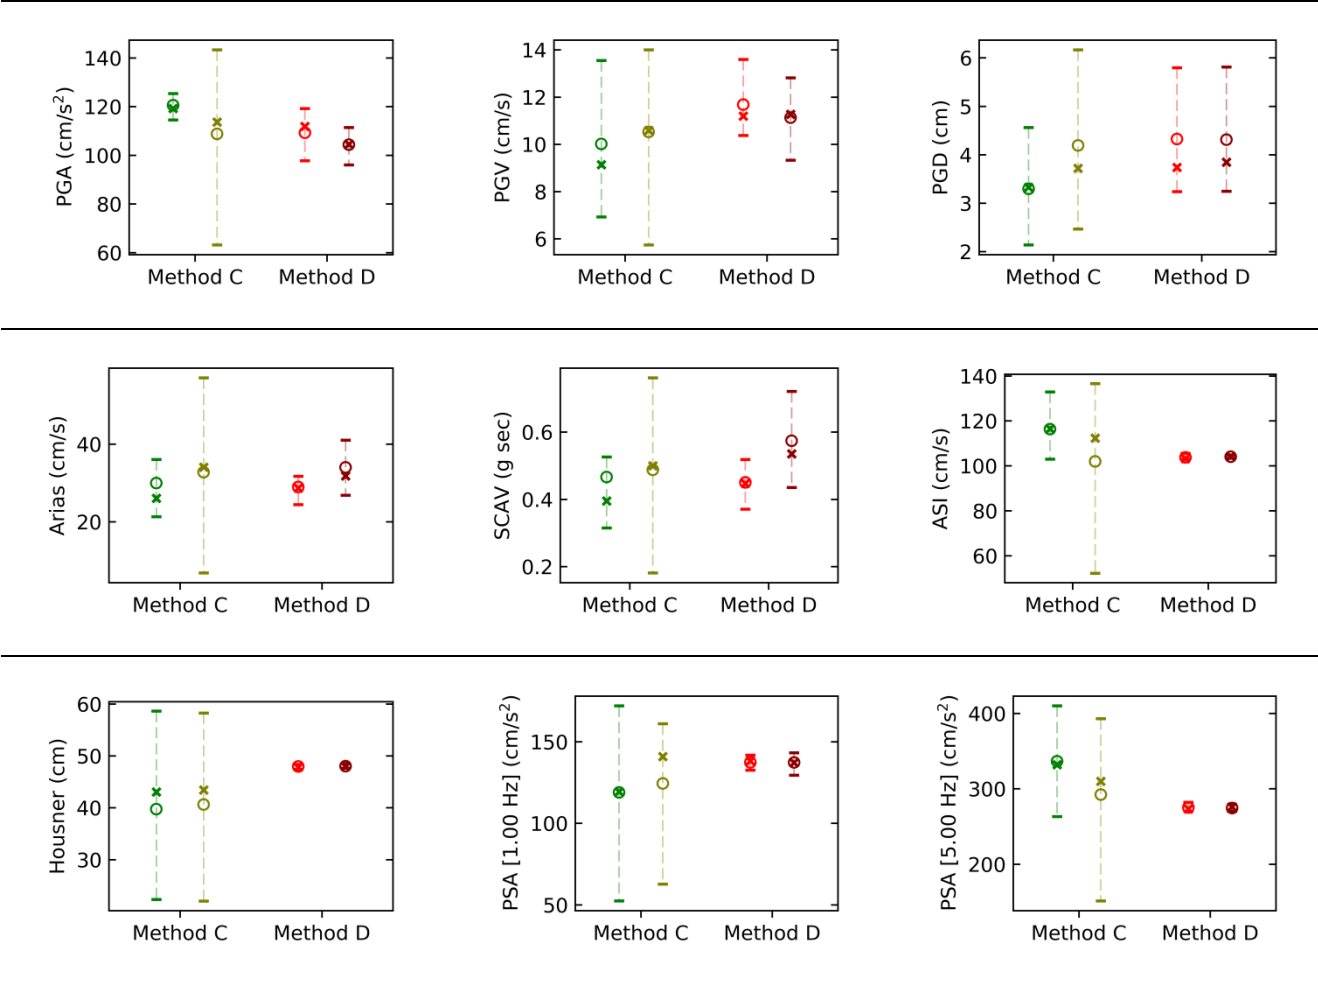 PGA (cm/s²)
140
120
100
80
60
Method C Method D
PGV (cm/s)
14
12
10
8
6
Method C Method D
PGD (cm)
6
5
4
3
2
Method C Method D
Arias (cm/s)
40
20
Method C Method D
SCAV (g sec)
0.6
0.4
0.2
Method C Method D
ASI (cm/s)
140
120
100
80
60
Method C Method D
Housner (cm)
60
50
40
30
Method C Method D
PSA [1.00 Hz] (cm/s²)
150
100
50
Method C Method D
PSA [5.00 Hz] (cm/s²)
400
300
200
Method C Method D